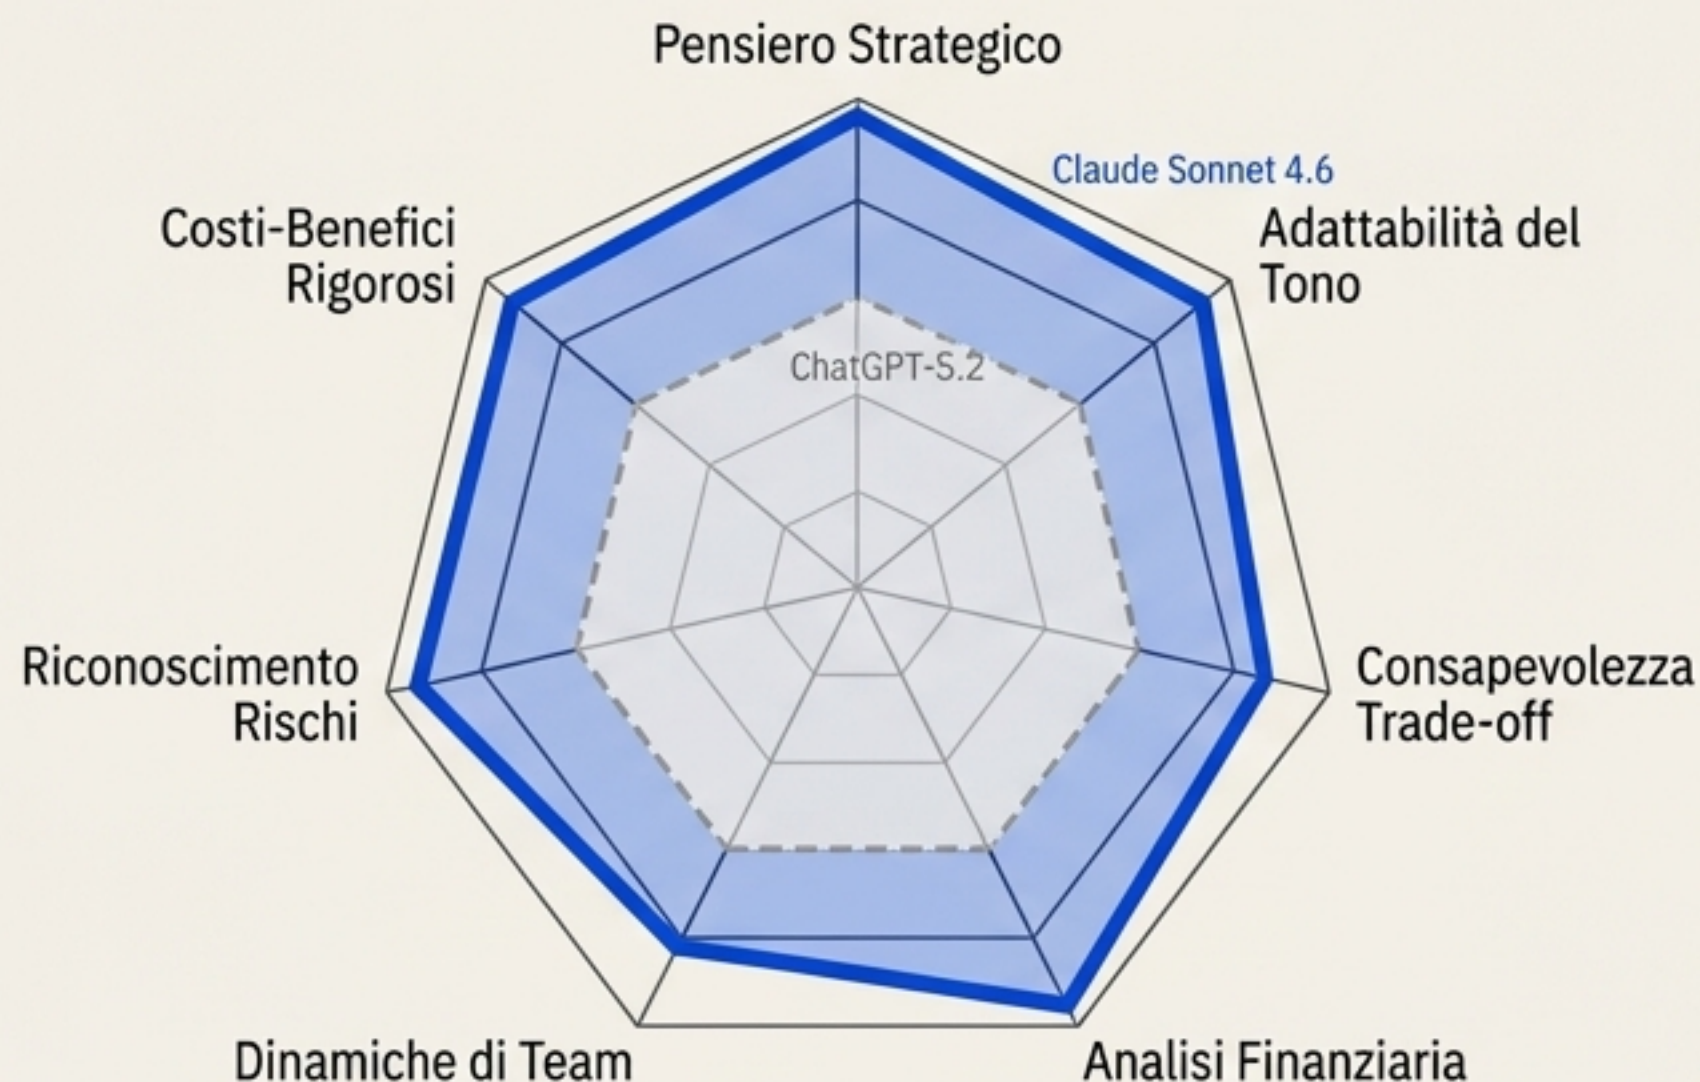 Pensiero Strategico
Claude Sonnet 4.6
Costi-Benefici
Rigorosi
Adattabilità del
Tono
ChatGPT-5.2
Riconoscimento
Rischi
Consapevolezza
Trade-off
Dinamiche di Team
Analisi Finanziaria